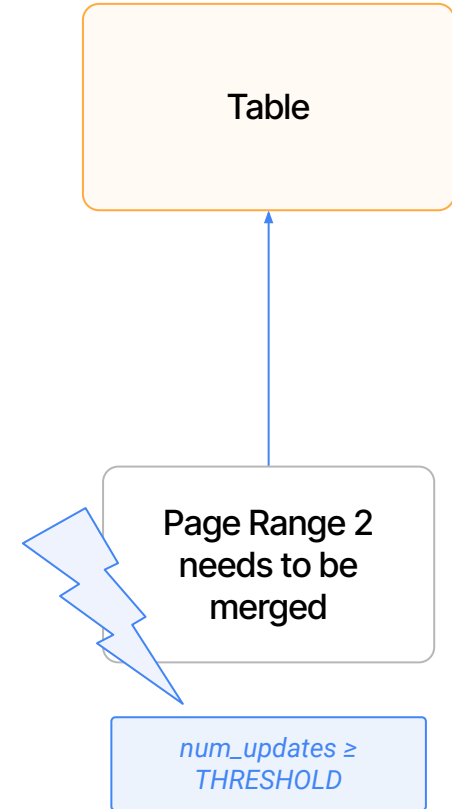 Table
Page Range 2
needs to be
merged
num_updates ≥
THRESHOLD